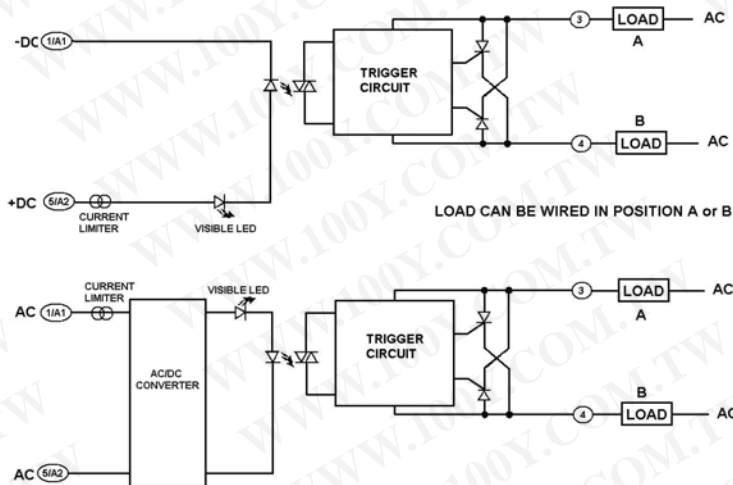 -DC 1/A1
TRIGGER
CIRCUIT
3 LOAD AC
A
B
4 LOAD AC
+DC 5/A2
CURRENT
LIMITER
VISIBLE LED
LOAD CAN BE WIRED IN POSITION A or B
AC 1/A1
CURRENT
LIMITER
VISIBLE LED
AC/DC
CONVERTER
TRIGGER
CIRCUIT
3 LOAD AC
A
B
4 LOAD AC
AC 5/A2
WWW.100Y.COM.TW